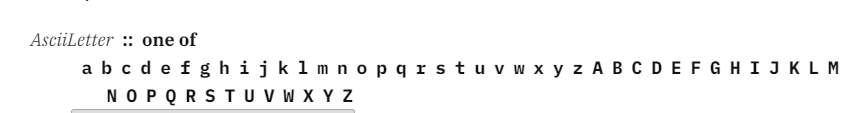 AsciiLetter :: one of
a b c d e f g h i j k l m n o p q r s t u v w x y z A B C D E F G H I J K L M
N O P Q R S T U V W X Y Z